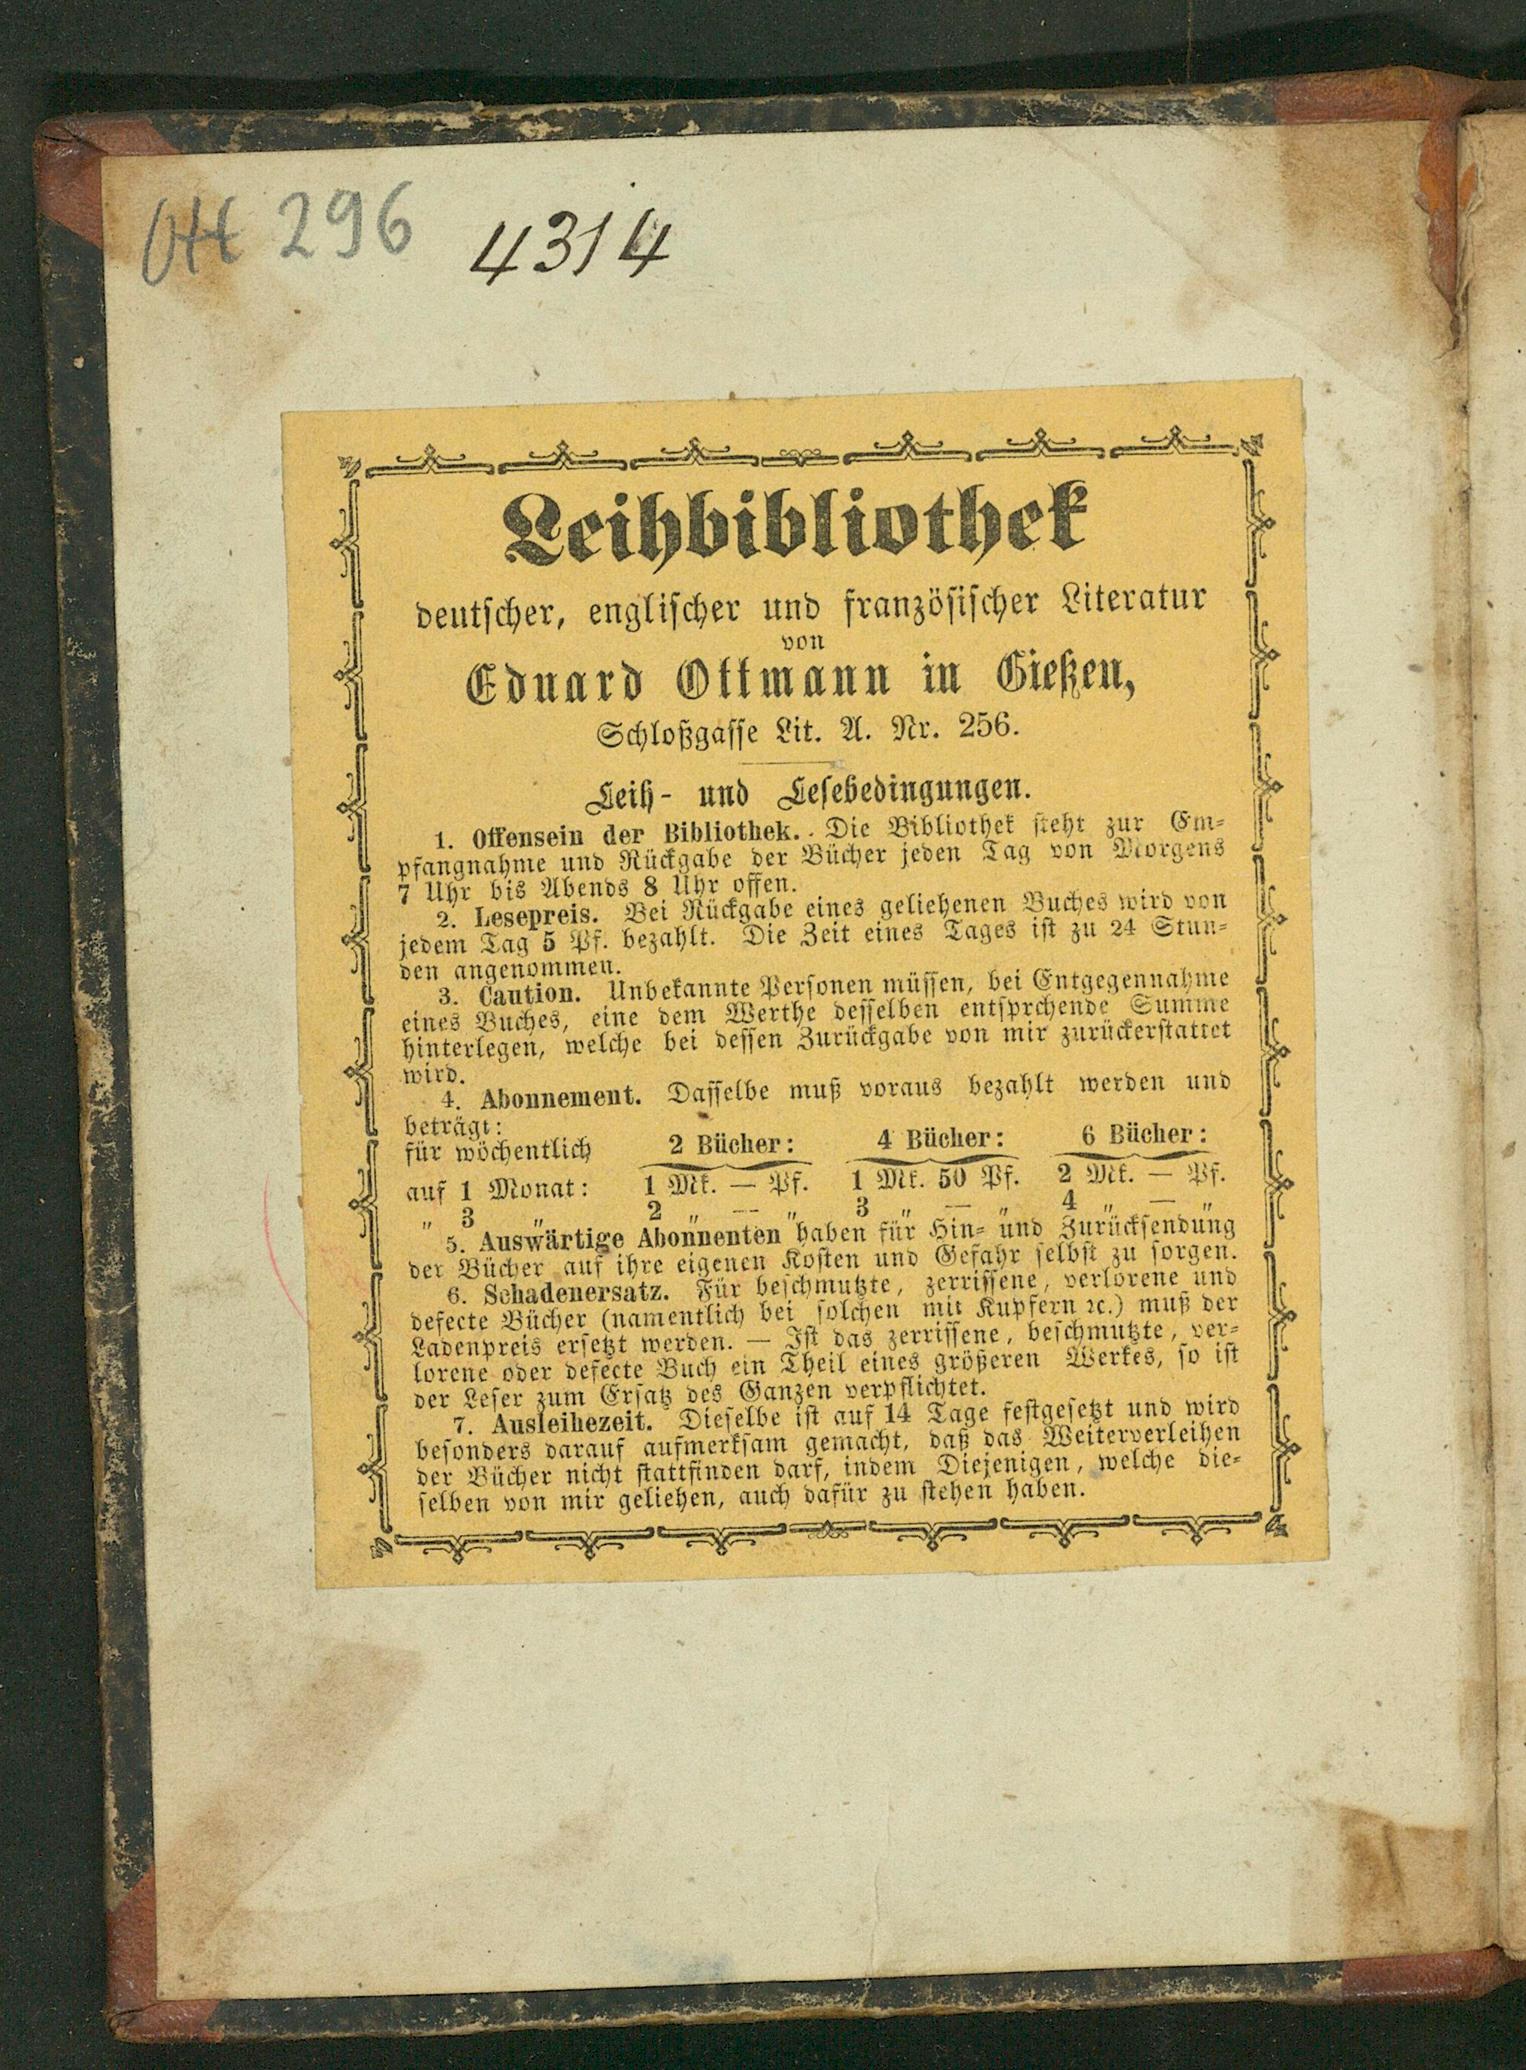 Ott 296 4314
Leihbibliothek
deutscher, englischer und französischer Literatur
von
Eduard Ottmann in Gießen,
Schloßgasse Lit. A. Nr. 256.
Leih- und Lesebedingungen.
1. Offensein der Bibliothek. Die Bibliothek steht zur Em-
pfangnahme und Rückgabe der Bücher jeden Tag von Morgens
7 Uhr bis Abends 8 Uhr offen.
2. Lesepreis. Bei Rückgabe eines geliehenen Buches wird von
jedem Tag 5 Pf. bezahlt. Die Zeit eines Tages ist zu 24 Stun-
den angenommen.
3. Caution. Unbekannte Personen müssen, bei Entgegennahme
eines Buches, eine dem Werthe desselben entsprchende Summe
hinterlegen, welche bei dessen Zurückgabe von mir zurückerstattet
wird.
4. Abonnement. Dasselbe muß voraus bezahlt werden und
beträgt:
für wöchentlich 2 Bücher: 4 Bücher: 6 Bücher:
auf 1 Monat: 1 Mk. — Pf. 1 Mk. 50 Pf. 2 Mk. — Pf.
„ 3 „ 2 „ — „ 3 „ — „ 4 „ — „
5. Auswärtige Abonnenten haben für Hin- und Zurücksendung
der Bücher auf ihre eigenen Kosten und Gefahr selbst zu sorgen.
6. Schadenersatz. Für beschmutzte, zerrissene, verlorene und
defecte Bücher (namentlich bei solchen mit Kupfern ꝛc.) muß der
Ladenpreis ersetzt werden. — Ist das zerrissene, beschmutzte, ver-
lorene oder defecte Buch ein Theil eines größeren Werkes, so ist
der Leser zum Ersatz des Ganzen verpflichtet.
7. Ausleihezeit. Dieselbe ist auf 14 Tage festgesetzt und wird
besonders darauf aufmerksam gemacht, daß das Weiterverleihen
der Bücher nicht stattfinden darf, indem Diejenigen, welche die-
selben von mir geliehen, auch dafür zu stehen haben.